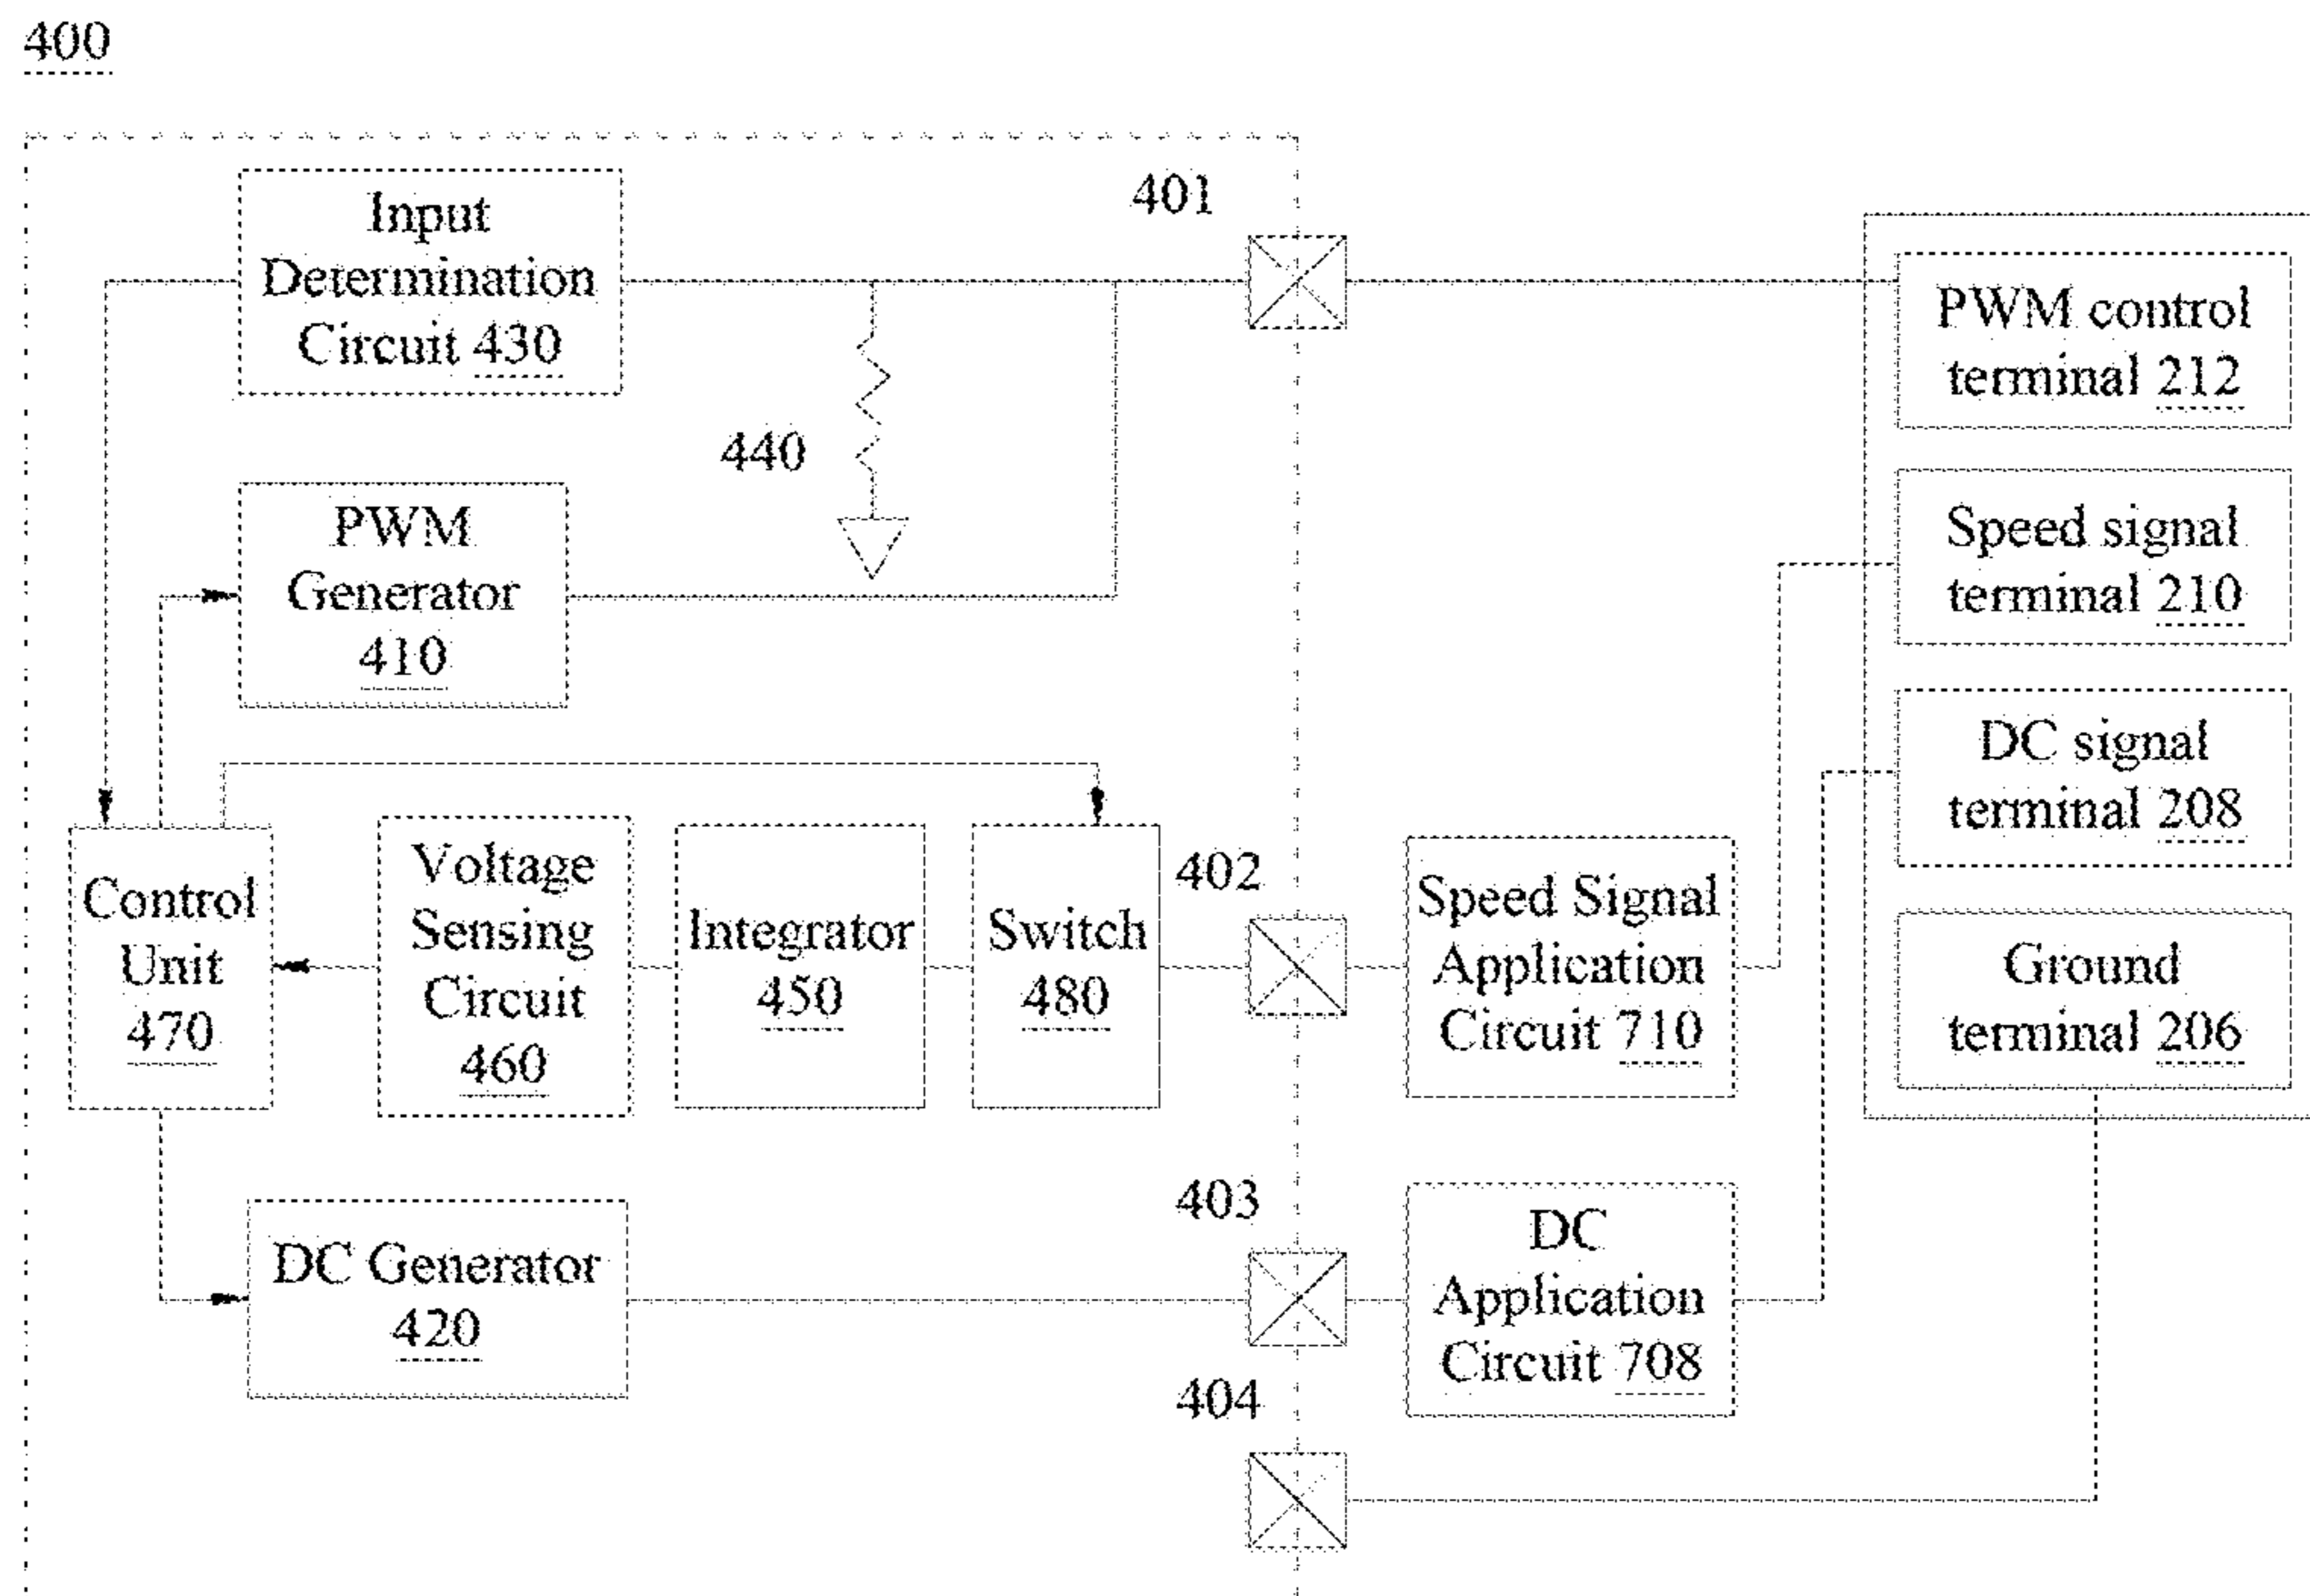 400
401
Input
Determination
Circuit 430
PWM control
terminal 212
440
PWM
Generator
410
Speed signal
terminal 210
DC signal
terminal 208
Control
Unit
470
Voltage
Sensing
Circuit
460
Integrator
450
Switch
480
402
Speed Signal
Application
Circuit 710
Ground
terminal 206
403
DC Generator
420
DC
Application
Circuit 708
404